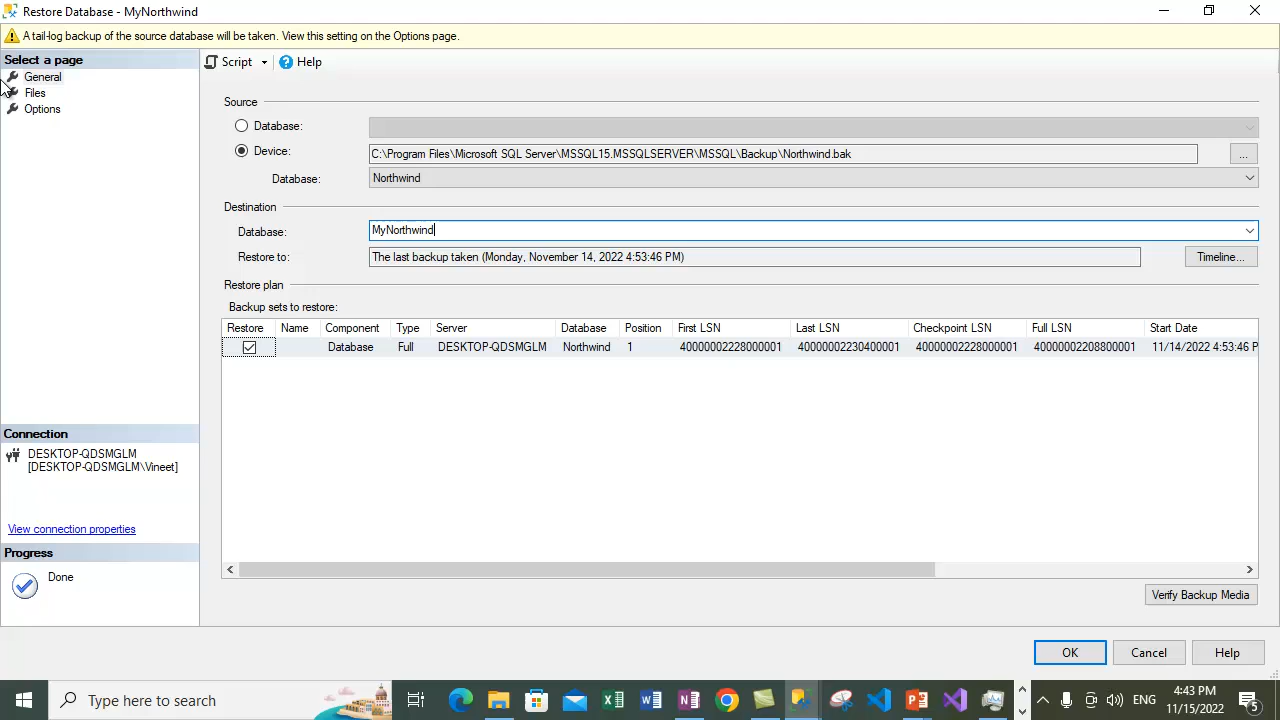 Restore Database - MyNorthwind
A tail-log backup of the source database will be taken. View this setting on the Options page.
Select a page
General
Files
Options
Script
Help
Source
Database:
Device:
C:\Program Files\Microsoft SQL Server\MSSQL15.MSSQLSERVER\MSSQL\Backup\Northwind.bak
...
Database:
Northwind
Destination
Database:
MyNorthwind
Restore to:
The last backup taken (Monday, November 14, 2022 4:53:46 PM)
Timeline...
Restore plan
Backup sets to restore:
Restore Name Component Type Server Database Position First LSN Last LSN Checkpoint LSN Full LSN Start Date
Database Full DESKTOP-QDSMGLM Northwind 1 40000002228000001 40000002230400001 40000002228000001 40000002208800001 11/14/2022 4:53:46 P
Connection
DESKTOP-QDSMGLM
[DESKTOP-QDSMGLM\Vineet]
View connection properties
Progress
Done
Verify Backup Media
OK
Cancel
Help
Type here to search
ENG
4:43 PM
11/15/2022
5